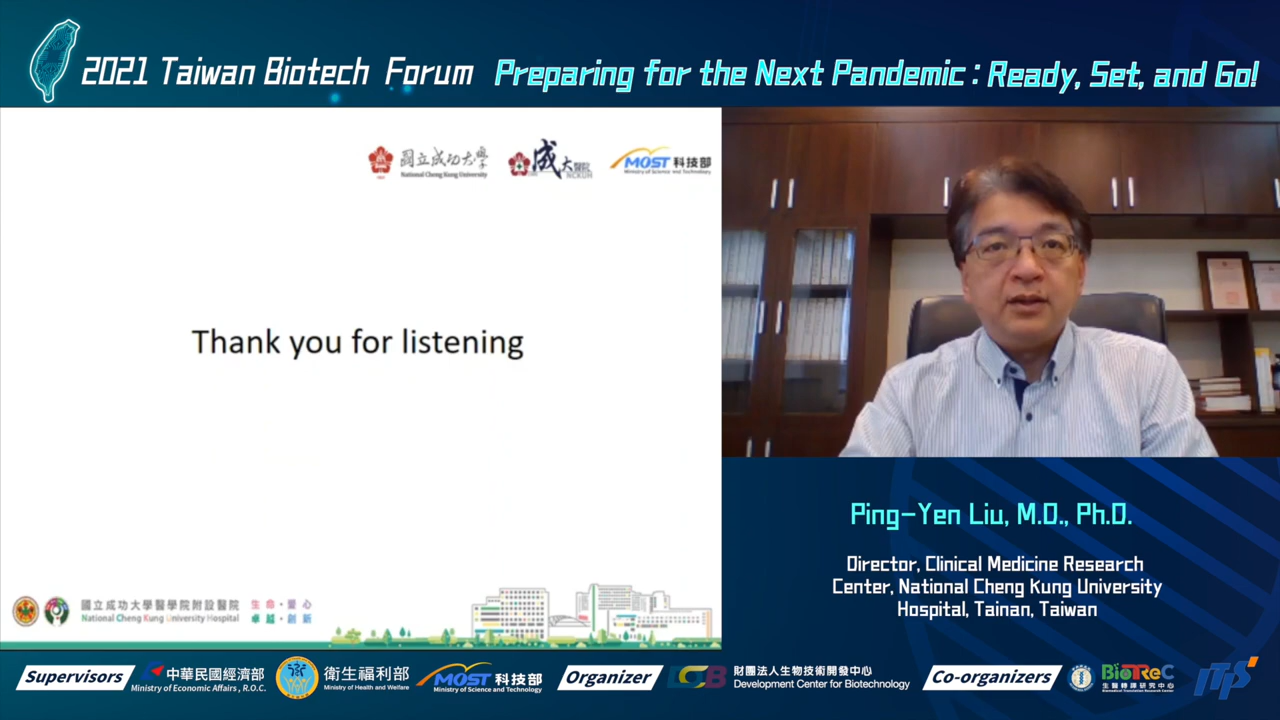 2021 Taiwan Biotech Forum Preparing for the Next Pandemic : Ready, Set, and Go!
國立成功大學
National Cheng Kung University
成大醫院
NCKUH
MOST 科技部
Ministry of Science and Technology
Thank you for listening
國立成功大學醫學院附設醫院
National Cheng Kung University Hospital
生命・愛心
卓越・創新
Ping-Yen Liu, M.D., Ph.D.
Director, Clinical Medicine Research
Center, National Cheng Kung University
Hospital, Tainan, Taiwan
Supervisors
中華民國經濟部
Ministry of Economic Affairs, R.O.C.
衛生福利部
Ministry of Health and Welfare
MOST 科技部
Ministry of Science and Technology
Organizer
DCB
財團法人生物技術開發中心
Development Center for Biotechnology
Co-organizers
BioTReC
生醫轉譯研究中心
Biomedical Translation Research Center